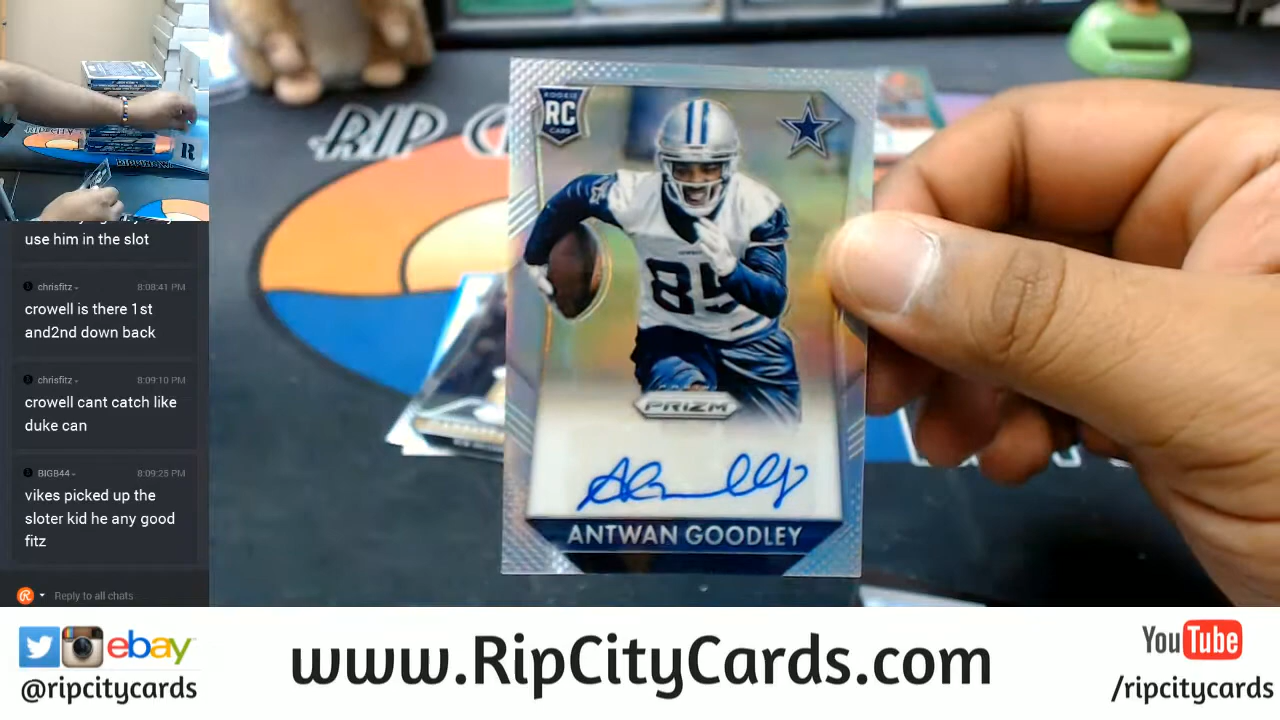 use him in the slot
chrisfitz
8:08:41 PM
crowell is there 1st
and2nd down back
chrisfitz
8:09:10 PM
crowell cant catch like
duke can
BIGB44
8:09:25 PM
vikes picked up the
sloter kid he any good
fitz
Reply to all chats
RIP C
ROOKIE
RC
CARD
85
PRIZM
ANTWAN GOODLEY
ebay
@ripcitycards
www.RipCityCards.com
YouTube
/ripcitycards